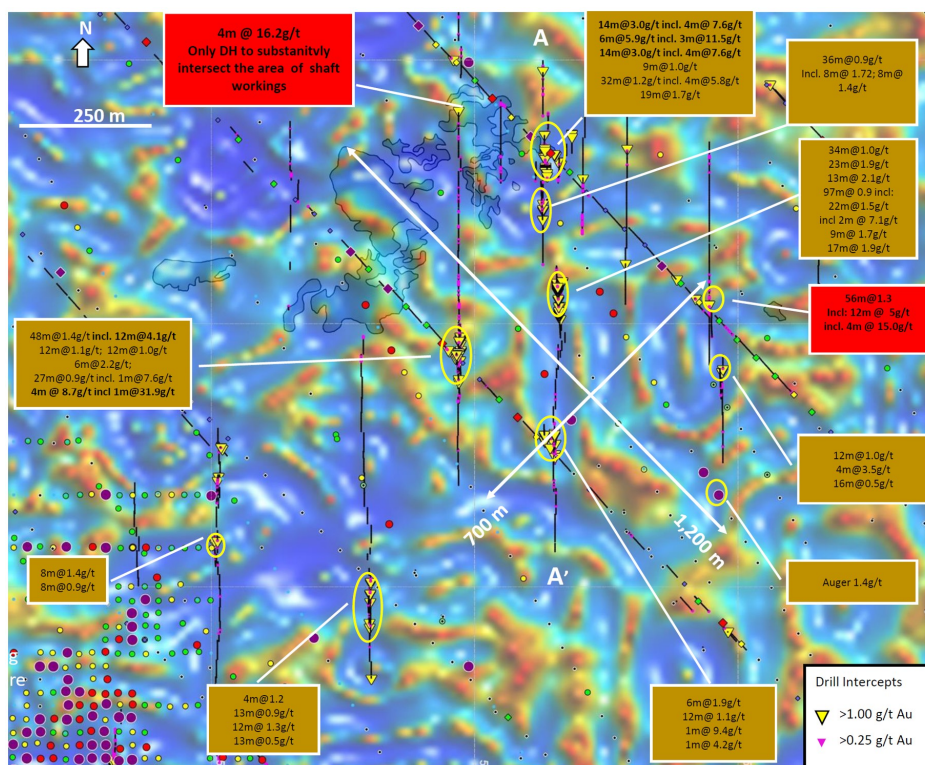 N
250 m
4m @ 16.2g/t
Only DH to substanitvly
intersect the area of shaft
workings
A
14m@3.0g/t incl. 4m@ 7.6g/t
6m@5.9g/t incl. 3m@11.5g/t
14m@3.0g/t incl. 4m@7.6g/t
9m@1.0g/t
32m@1.2g/t incl. 4m@5.8g/t
19m@1.7g/t
36m@0.9g/t
Incl. 8m@ 1.72; 8m@
1.4g/t
34m@1.0g/t
23m@1.9g/t
13m@ 2.1g/t
97m@ 0.9 incl:
22m@1.5g/t
incl 2m @ 7.1g/t
9m @ 1.7g/t
17m @ 1.9g/t
56m@1.3
Incl: 12m @ 5g/t
incl. 4m @ 15.0g/t
48m@1.4g/t incl. 12m@4.1g/t
12m@1.1g/t; 12m@1.0g/t
6m@2.2g/t;
27m@0.9g/t incl. 1m@7.6g/t
4m @ 8.7g/t incl 1m@31.9g/t
12m@1.0g/t
4m@3.5g/t
16m@0.5g/t
700 m
1,200 m
8m@1.4g/t
8m@0.9g/t
A'
Auger 1.4g/t
g
re
4m@1.2
13m@0.9g/t
12m@ 1.3g/t
13m@0.5g/t
6m@1.9g/t
12m@ 1.1g/t
1m@ 9.4g/t
1m@ 4.2g/t
Drill Intercepts
>1.00 g/t Au
>0.25 g/t Au